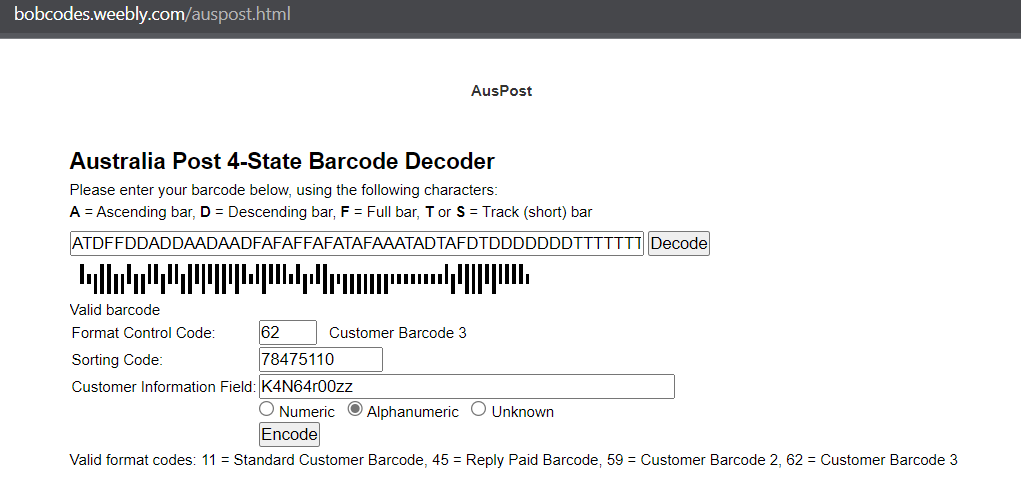 bobcodes.weebly.com/auspost.html
AusPost
Australia Post 4-State Barcode Decoder
Please enter your barcode below, using the following characters:
A = Ascending bar, D = Descending bar, F = Full bar, T or S = Track (short) bar
ATDFFDDADDAADAADFAFAFFAFATAFAAATADTAFDTDDDDDDDTTTTTTT Decode
Valid barcode
Format Control Code: 62 Customer Barcode 3
Sorting Code: 78475110
Customer Information Field: K4N64r00zz
Numeric Alphanumeric Unknown
Encode
Valid format codes: 11 = Standard Customer Barcode, 45 = Reply Paid Barcode, 59 = Customer Barcode 2, 62 = Customer Barcode 3